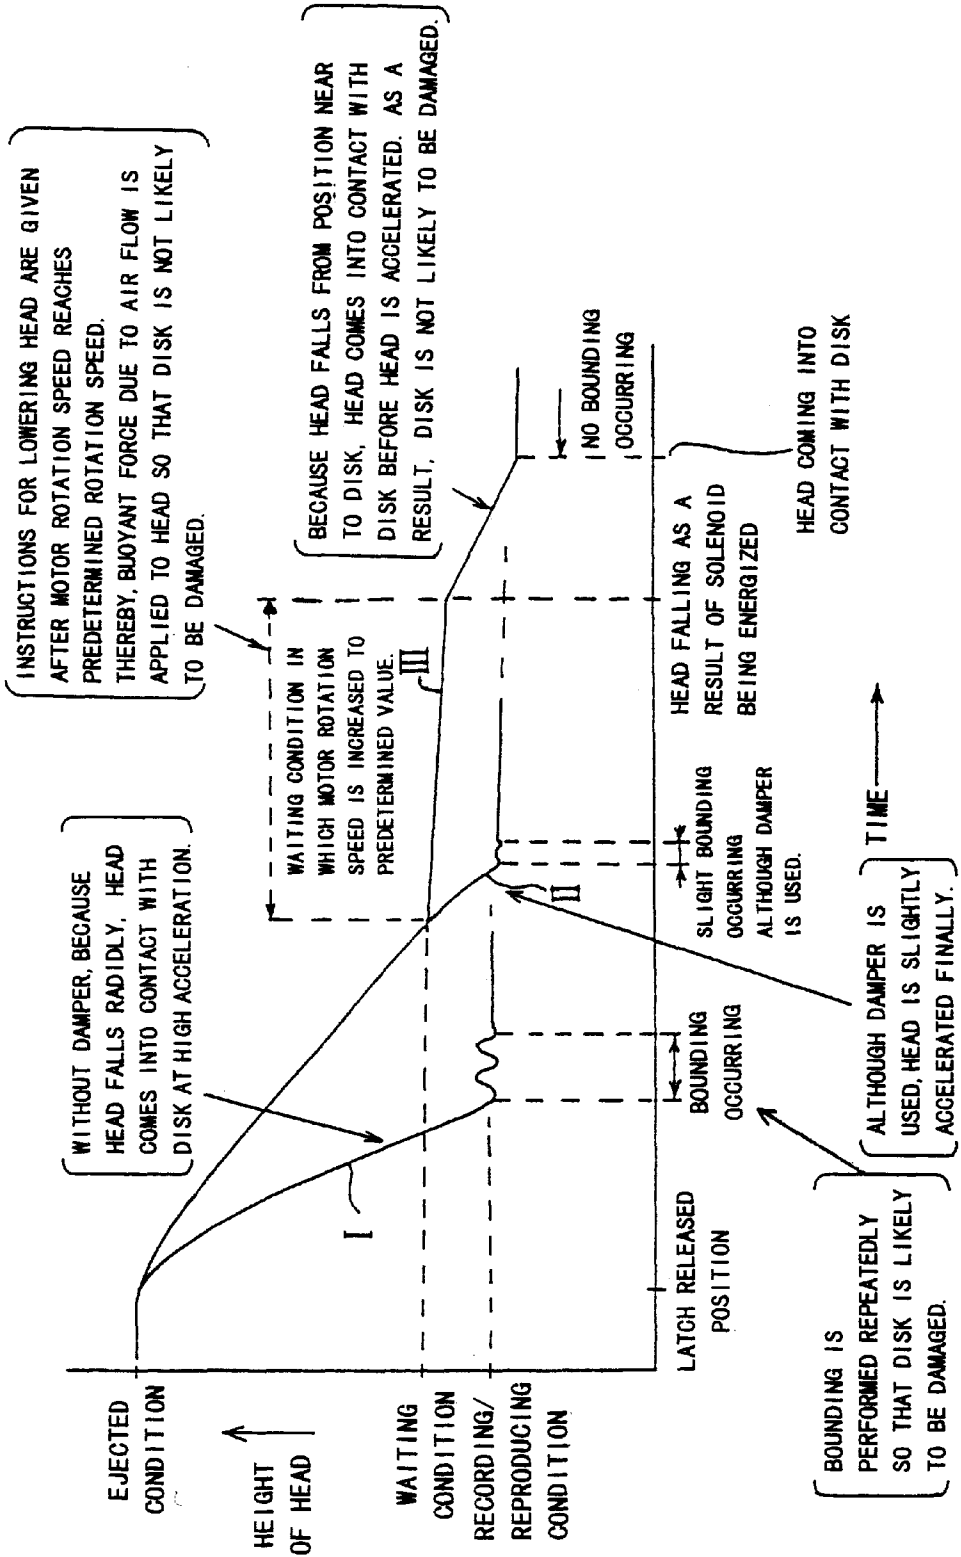 INSTRUCTIONS FOR LOWERING HEAD ARE GIVEN
AFTER MOTOR ROTATION SPEED REACHES
PREDETERMINED ROTATION SPEED.
THEREBY, BUOYANT FORCE DUE TO AIR FLOW IS
APPLIED TO HEAD SO THAT DISK IS NOT LIKELY
TO BE DAMAGED.
WITHOUT DAMPER, BECAUSE
HEAD FALLS RADIDLY, HEAD
COMES INTO CONTACT WITH
DISK AT HIGH ACCELERATION.
BECAUSE HEAD FALLS FROM POSITION NEAR
TO DISK, HEAD COMES INTO CONTACT WITH
DISK BEFORE HEAD IS ACCELERATED. AS A
RESULT, DISK IS NOT LIKELY TO BE DAMAGED.
WAITING CONDITION IN
WHICH MOTOR ROTATION
SPEED IS INCREASED TO
PREDETERMINED VALUE.
EJECTED
CONDITION
HEIGHT
OF HEAD
WAITING
CONDITION
RECORDING/
REPRODUCING
CONDITION
I
II
III
NO BOUNDING
OCCURRING
LATCH RELEASED
POSITION
BOUNDING
OCCURRING
SLIGHT BOUNDING
OCCURRING
ALTHOUGH DAMPER
IS USED.
HEAD FALLING AS A
RESULT OF SOLENOID
BEING ENERGIZED
HEAD COMING INTO
CONTACT WITH DISK
TIME
BOUNDING IS
PERFORMED REPEATEDLY
SO THAT DISK IS LIKELY
TO BE DAMAGED.
ALTHOUGH DAMPER IS
USED, HEAD IS SLIGHTLY
ACCELERATED FINALLY.